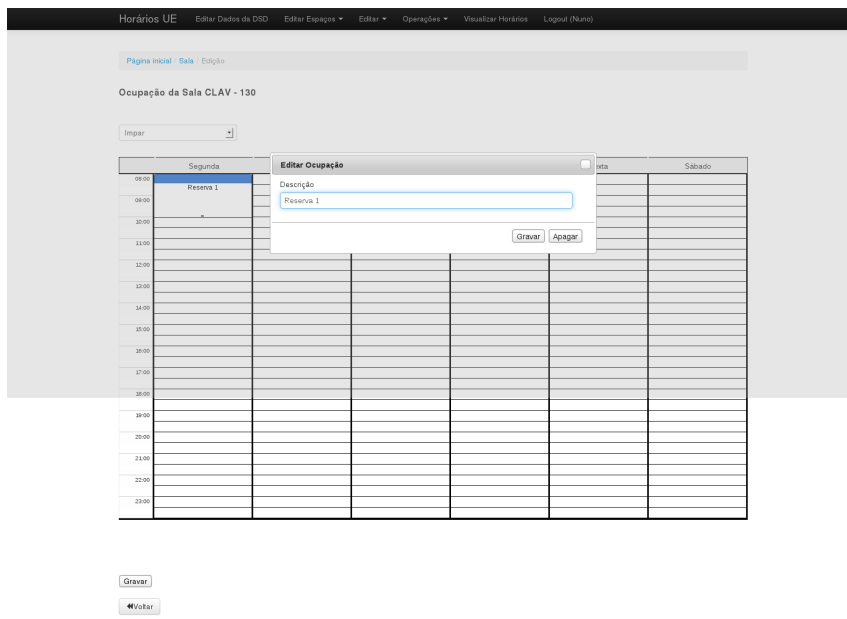 Horários UE Editar Dados da DSD Editar Espaços Editar Operações Visualizar Horários Logout (Nuno)
Página inicial / Sala / Edição
Ocupação da Sala CLAV - 130
Impar
Segunda xta Sábado
Editar Ocupação
Descrição
Reserva 1
Gravar Apagar
08:00
Reserva 1
09:00
10:00
11:00
12:00
13:00
14:00
15:00
16:00
17:00
18:00
19:00
20:00
21:00
22:00
23:00
Gravar
Voltar